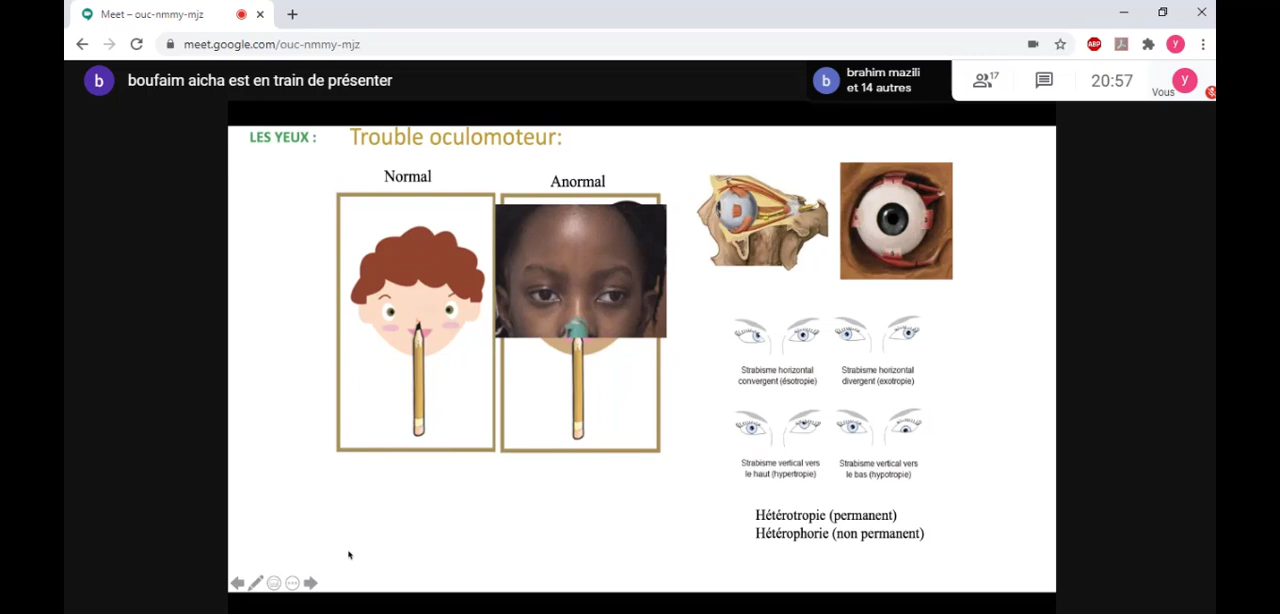 Meet – ouc-nmmy-mjz
meet.google.com/ouc-nmmy-mjz
ABP
y
b
boufaim aicha est en train de présenter
b
brahim mazili
et 14 autres
17
20:57
Vous
y
LES YEUX :
Trouble oculomoteur:
Normal
Anormal
Strabisme horizontal
convergent (ésotropie)
Strabisme horizontal
divergent (exotropie)
Strabisme vertical vers
le haut (hypertropie)
Strabisme vertical vers
le bas (hypotropie)
Hétérotropie (permanent)
Hétérophorie (non permanent)